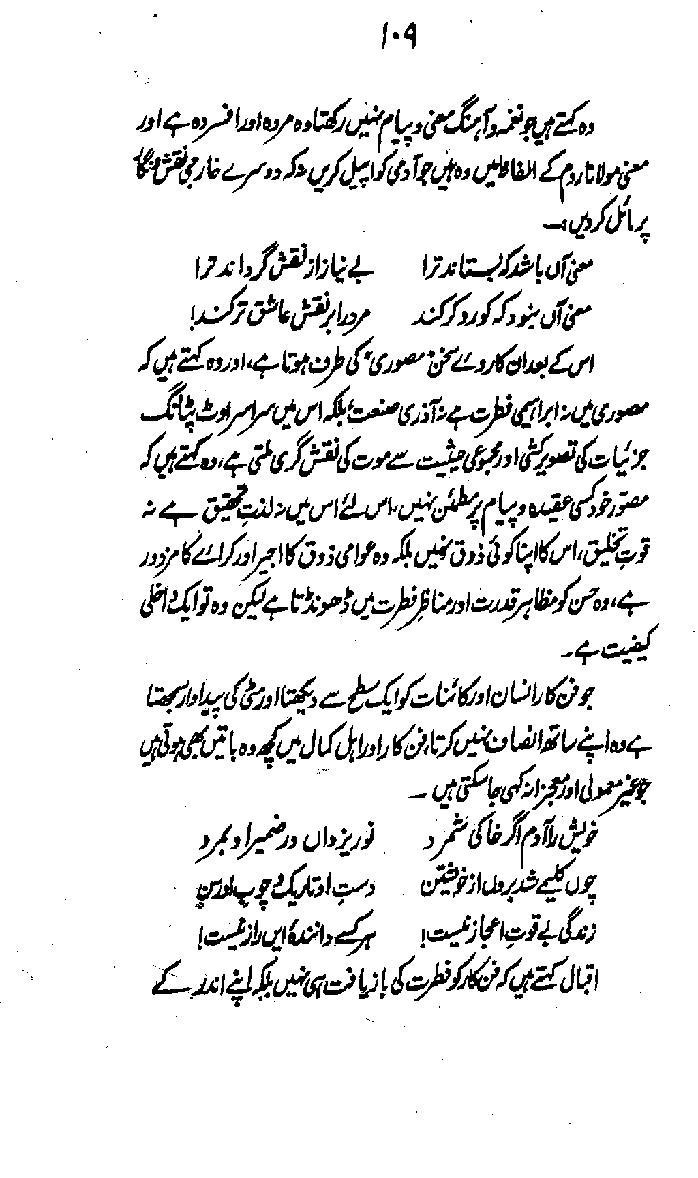 ۱۰۹
وہ کہتے ہیں جو نغمہ و آہنگ معنی و پیام نہیں رکھتا وہ مردہ اور افسردہ ہے اور
معنی مولانا روم کے الفاظ میں وہ ہیں جو آدمی کو اپیل کریں نہ کہ دوسرے خارجی نقش و نگار
پر مائل کر دیں ؎
معنی آں باشد کہ بستاند ترا    بے نیاز از نقش گرداند ترا
معنی آں نبود کہ کور و کر کند    مرد را بر نقش عاشق تر کند!
اس کے بعد ان کا روئے سخن "مصوری" کی طرف ہوتا ہے، اور وہ کہتے ہیں کہ
مصوری میں نہ ابراہیمی فطرت ہے نہ آذری صنعت بلکہ اس میں سراسر اوٹ پٹانگ
جزئیات کی تصویر کشی اور مجموعی حیثیت سے موت کی نقش گری ملتی ہے، وہ کہتے ہیں کہ
مصور خود کسی عقیدہ و پیام پر مطمئن نہیں، اس لئے اس میں نہ لذتِ تحقیق ہے نہ
قوتِ تخلیق، اس کا اپنا کوئی ذوق نہیں بلکہ وہ عوامی ذوق کا اجیر اور کرائے کا مزدور
ہے، وہ حسن کو مظاہر قدرت اور مناظرِ فطرت میں ڈھونڈتا ہے لیکن وہ تو ایک داخلی
کیفیت ہے۔
جو فن کار انسان اور کائنات کو ایک سطح سے دیکھتا اور مٹی کی پیداوار سمجھتا
ہے وہ اپنے ساتھ انصاف نہیں کرتا، فن کار اور اہل کمال میں کچھ وہ باتیں بھی ہوتی ہیں
جو غیر معمولی اور معجزانہ کہی جا سکتی ہیں۔
خویش را آدم اگر خاکی شمرد    نور یزداں در ضمیر او بمرد
چوں کلیمے شد بروں از خویشتن    دستِ او تاریک و چوبِ او رسن
زندگی بے قوتِ اعجاز نیست!    ہر کسے دانندۂ ایں راز نیست!
اقبال کہتے ہیں کہ فن کار کو فطرت کی بازیافت ہی نہیں بلکہ اپنے اندر کے